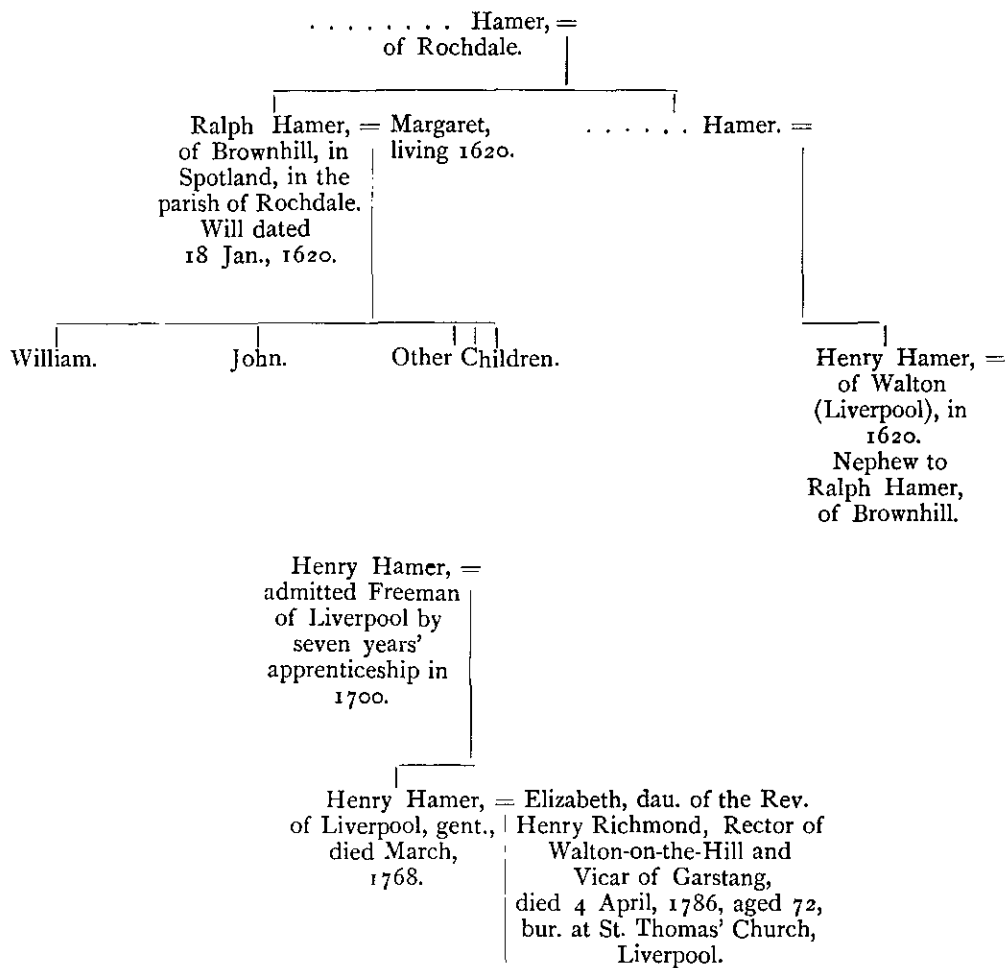 . . . . . . . . Hamer, =
of Rochdale.
Ralph Hamer, = Margaret,
of Brownhill, in living 1620.
Spotland, in the
parish of Rochdale.
Will dated
18 Jan., 1620.
. . . . . . Hamer. =
William.
John.
Other Children.
Henry Hamer, =
of Walton
(Liverpool), in
1620.
Nephew to
Ralph Hamer,
of Brownhill.
Henry Hamer, =
admitted Freeman
of Liverpool by
seven years'
apprenticeship in
1700.
Henry Hamer, =
of Liverpool, gent.,
died March,
1768.
Elizabeth, dau. of the Rev.
Henry Richmond, Rector of
Walton-on-the-Hill and
Vicar of Garstang,
died 4 April, 1786, aged 72,
bur. at St. Thomas' Church,
Liverpool.